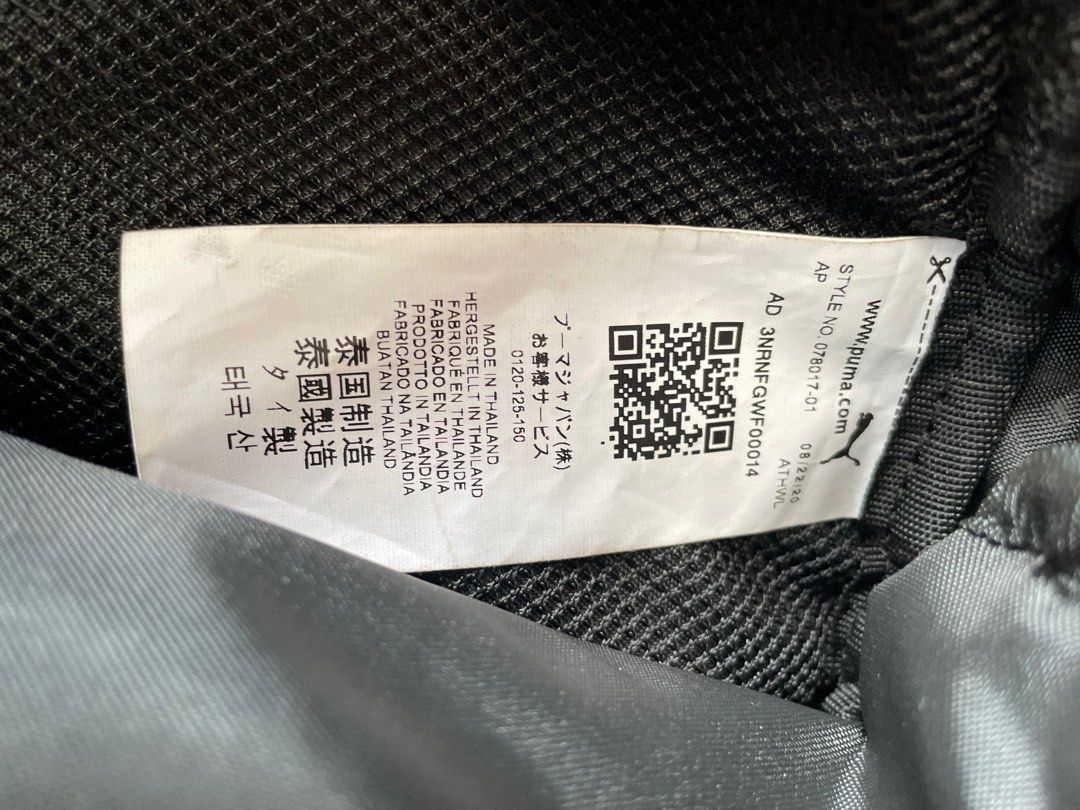 www.puma.com
STYLE NO 078017-01 08/22/20
AP ATHWL
AD 3NRNFGWF00014
プーマジャパン(株)
お客様サービス
0120-125-150
MADE IN THAILAND
HERGESTELLT IN THAILAND
FABRIQUÉ EN THAILANDE
FABRICADO EN TAILANDIA
PRODOTTO IN TAILANDIA
FABRICADO NA TAILÂNDIA
BUATAN THAILAND
泰国制造
泰國製造
タイ製
태국산